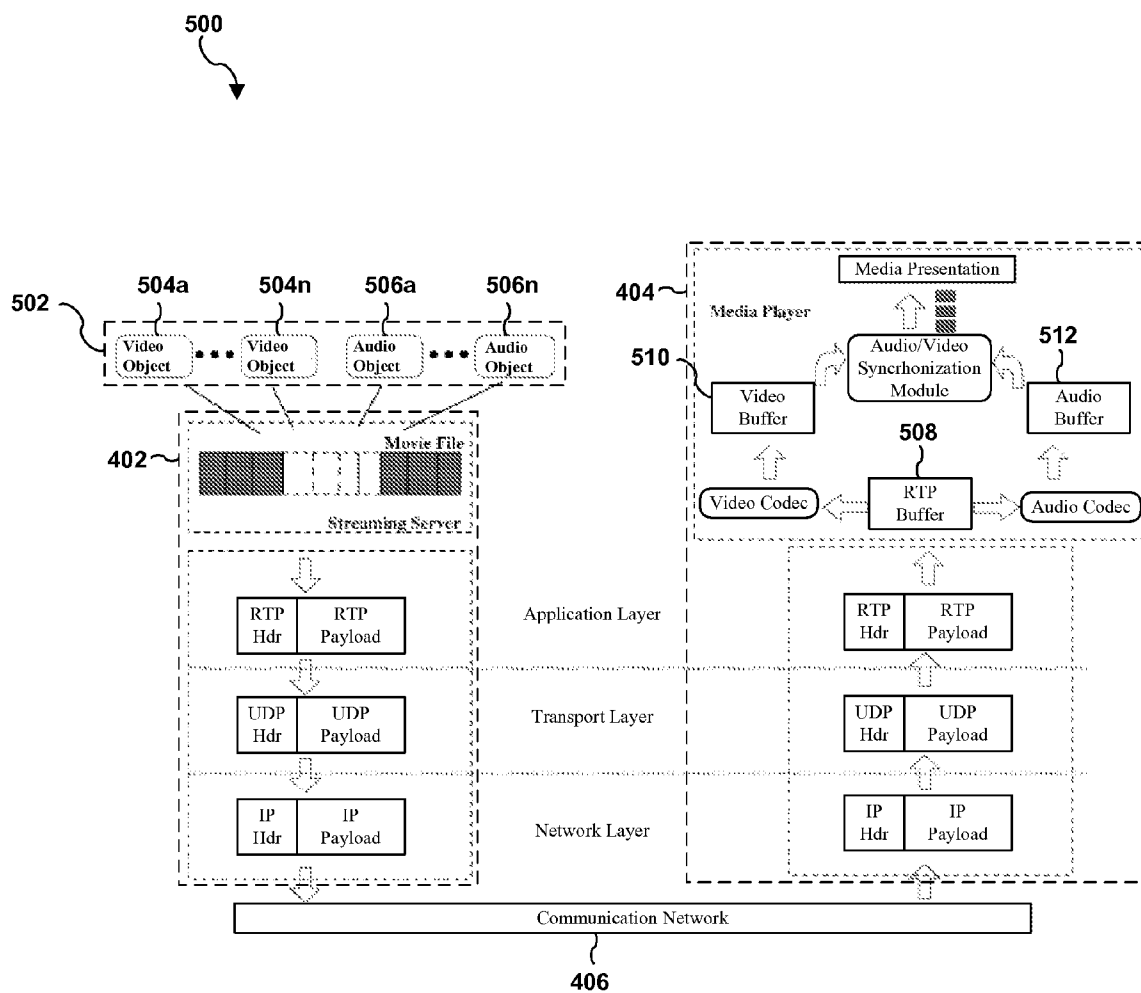 500
504a
504n
506a
506n
502
Video
Object
Video
Object
Audio
Object
Audio
Object
402
Movie File
Streaming Server
RTP
Hdr
RTP
Payload
UDP
Hdr
UDP
Payload
IP
Hdr
IP
Payload
Application Layer
Transport Layer
Network Layer
404
Media Presentation
Media Player
510
Audio/Video
Syncrhonization
Module
512
Video
Buffer
Audio
Buffer
508
Video Codec
RTP
Buffer
Audio Codec
RTP
Hdr
RTP
Payload
UDP
Hdr
UDP
Payload
IP
Hdr
IP
Payload
Communication Network
406